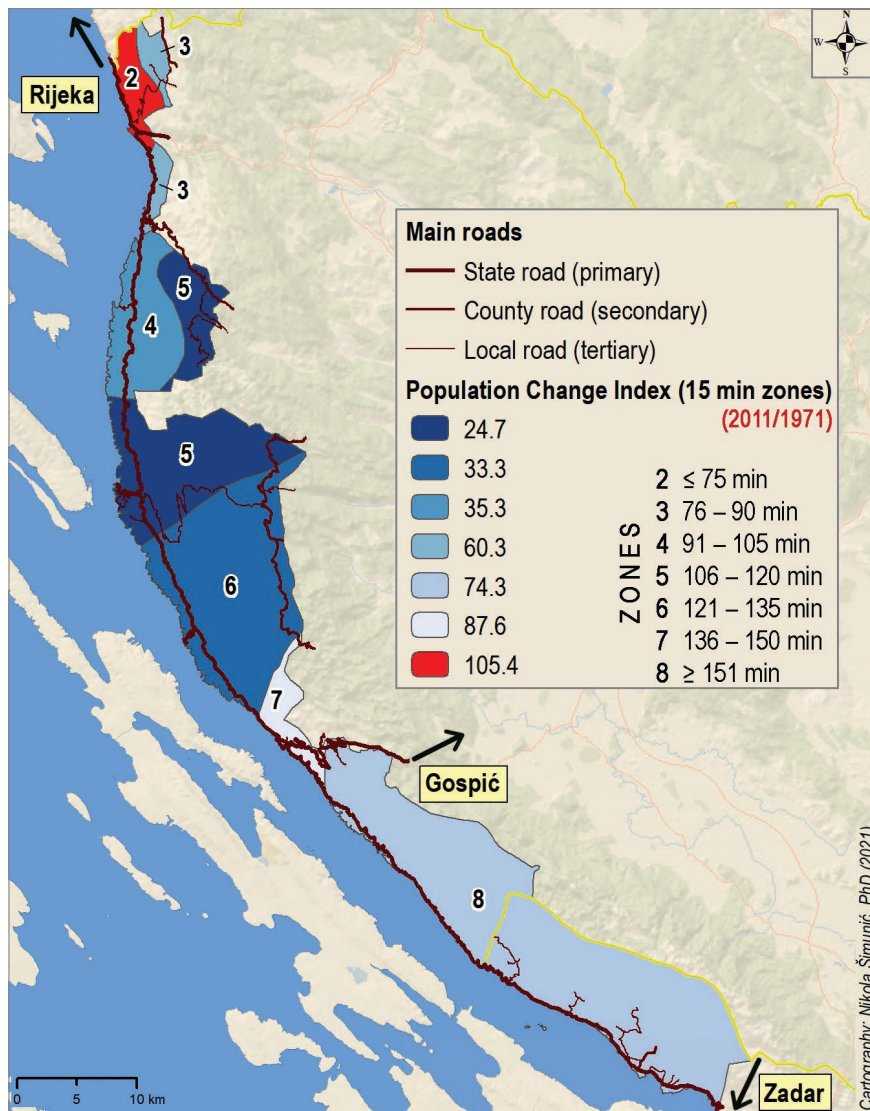 N
W E
S
3
2
Rijeka
3
Main roads
State road (primary)
County road (secondary)
Local road (tertiary)
Population Change Index (15 min zones)
(2011/1971)
24.7
33.3
35.3
60.3
74.3
87.6
105.4
ZONES
2 ≤ 75 min
3 76 – 90 min
4 91 – 105 min
5 106 – 120 min
6 121 – 135 min
7 136 – 150 min
8 ≥ 151 min
5
4
5
6
7
Gospić
8
Zadar
0 5 10 km
Cartography: Nikola Šimunić, PhD (2021)